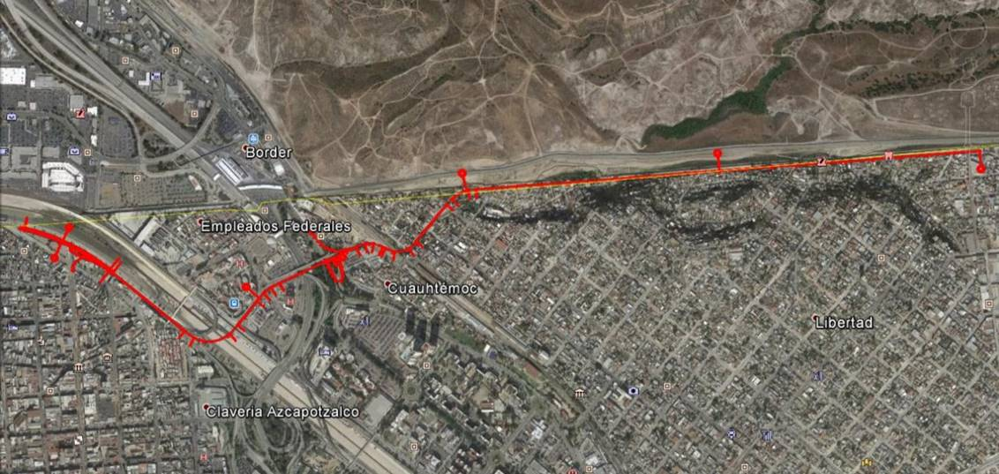 Border
Empleados Federales
Cuauhtémoc
Libertad
Claveria Azcapotzalco